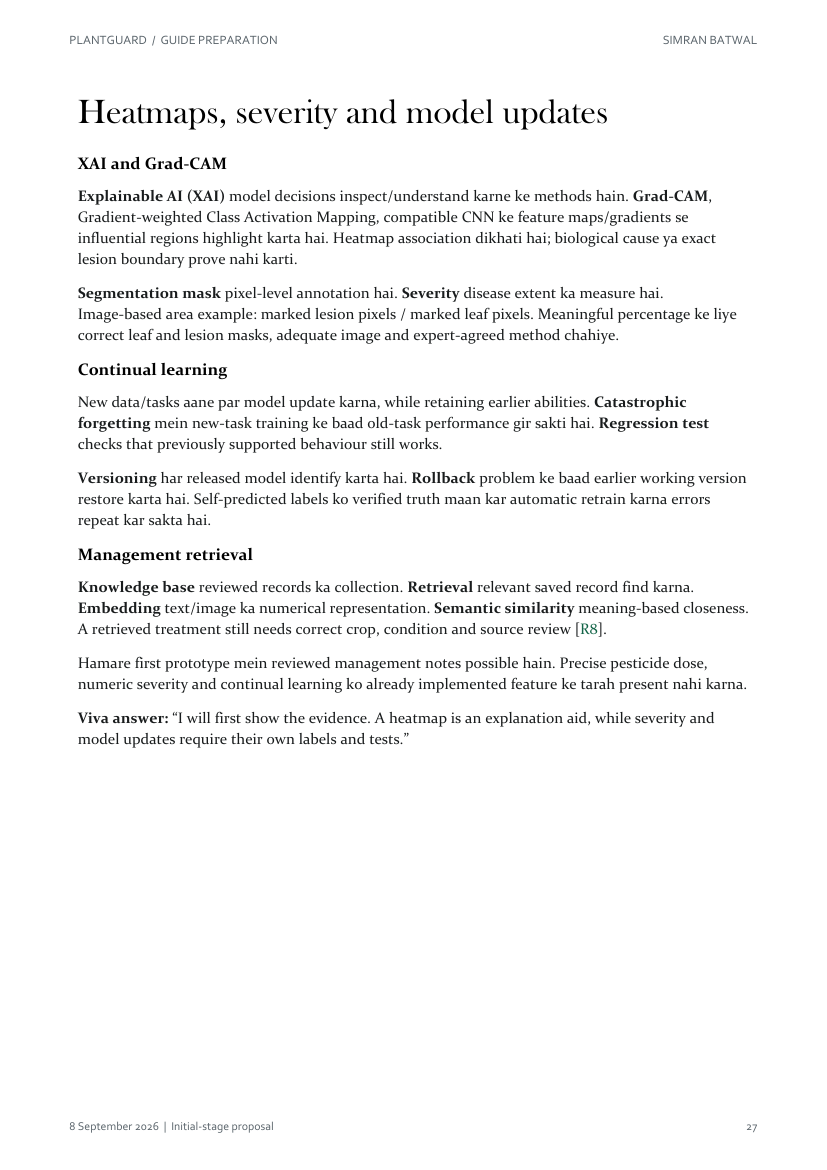 PLANTGUARD / GUIDE PREPARATION
SIMRAN BATWAL
Heatmaps, severity and model updates
XAI and Grad-CAM
Explainable AI (XAI) model decisions inspect/understand karne ke methods hain. Grad-CAM,
Gradient-weighted Class Activation Mapping, compatible CNN ke feature maps/gradients se
influential regions highlight karta hai. Heatmap association dikhati hai; biological cause ya exact
lesion boundary prove nahi karti.
Segmentation mask pixel-level annotation hai. Severity disease extent ka measure hai.
Image-based area example: marked lesion pixels / marked leaf pixels. Meaningful percentage ke liye
correct leaf and lesion masks, adequate image and expert-agreed method chahiye.
Continual learning
New data/tasks aane par model update karna, while retaining earlier abilities. Catastrophic
forgetting mein new-task training ke baad old-task performance gir sakti hai. Regression test
checks that previously supported behaviour still works.
Versioning har released model identify karta hai. Rollback problem ke baad earlier working version
restore karta hai. Self-predicted labels ko verified truth maan kar automatic retrain karna errors
repeat kar sakta hai.
Management retrieval
Knowledge base reviewed records ka collection. Retrieval relevant saved record find karna.
Embedding text/image ka numerical representation. Semantic similarity meaning-based closeness.
A retrieved treatment still needs correct crop, condition and source review [R8].
Hamare first prototype mein reviewed management notes possible hain. Precise pesticide dose,
numeric severity and continual learning ko already implemented feature ke tarah present nahi karna.
Viva answer: “I will first show the evidence. A heatmap is an explanation aid, while severity and
model updates require their own labels and tests.”
8 September 2026 | Initial-stage proposal
27